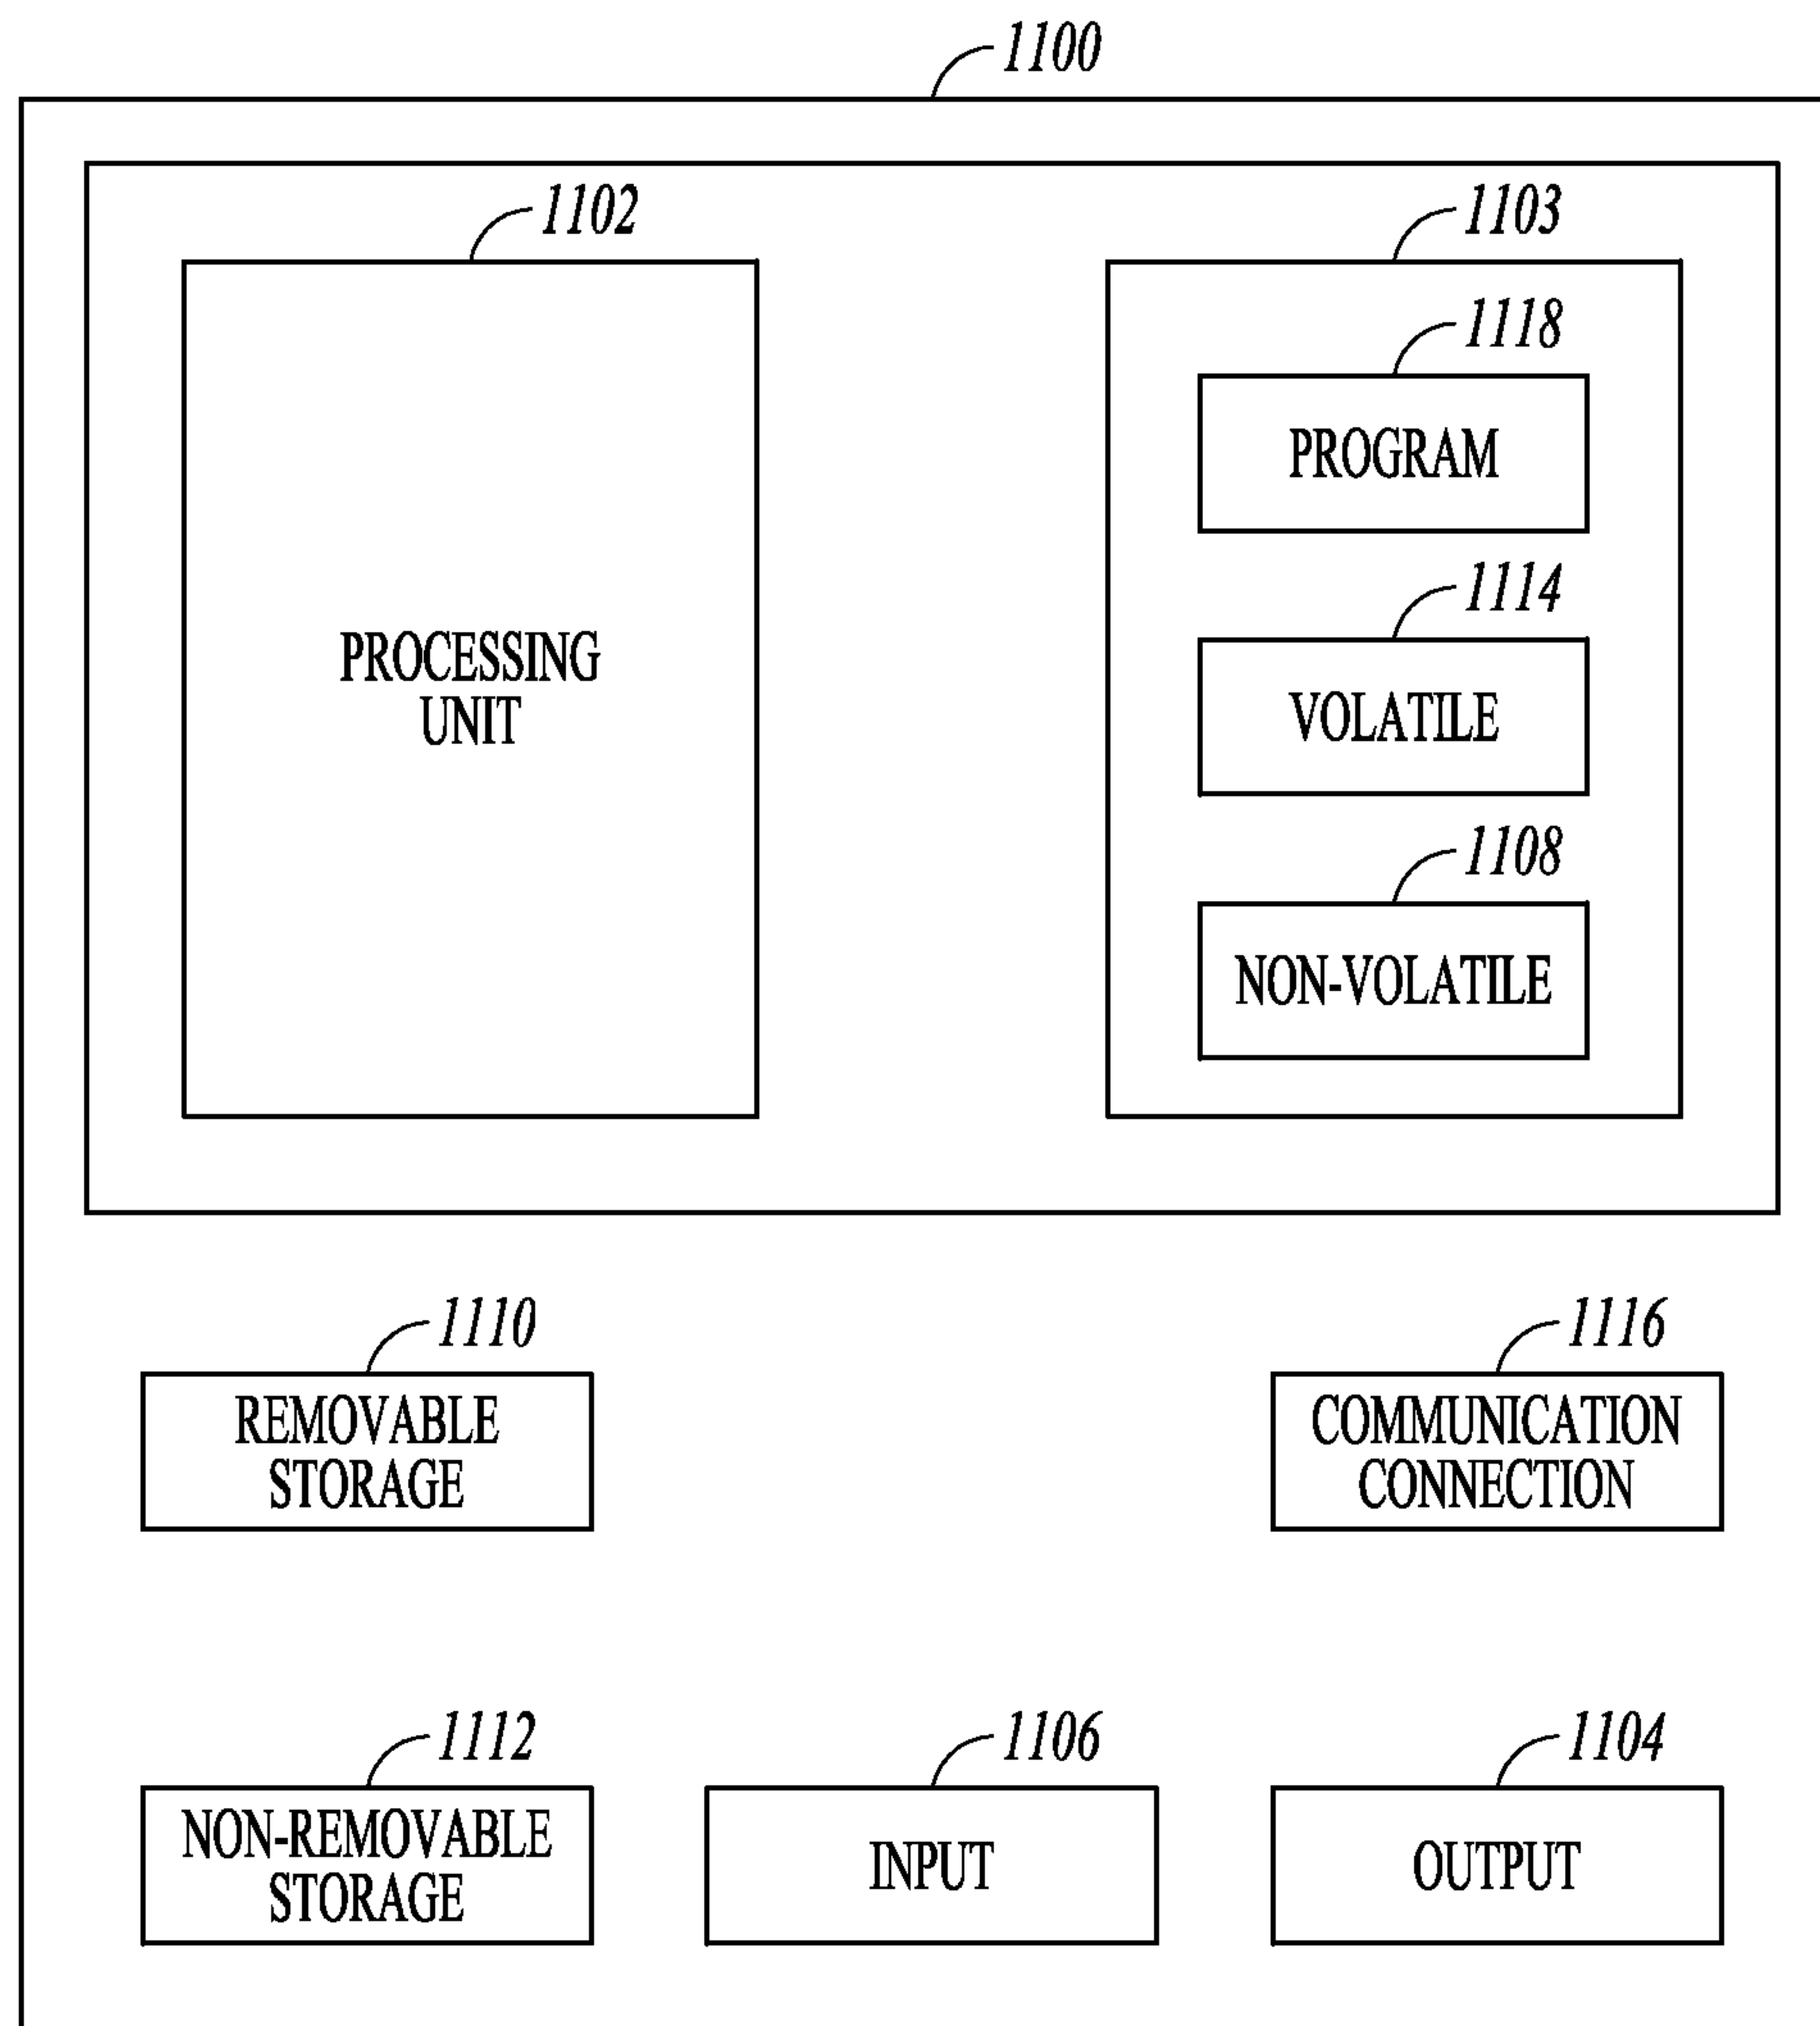 1100
1102
1103
1118
PROGRAM
1114
VOLATILE
PROCESSING
UNIT
1108
NON-VOLATILE
1110
REMOVABLE
STORAGE
1116
COMMUNICATION
CONNECTION
1112
NON-REMOVABLE
STORAGE
1106
INPUT
1104
OUTPUT